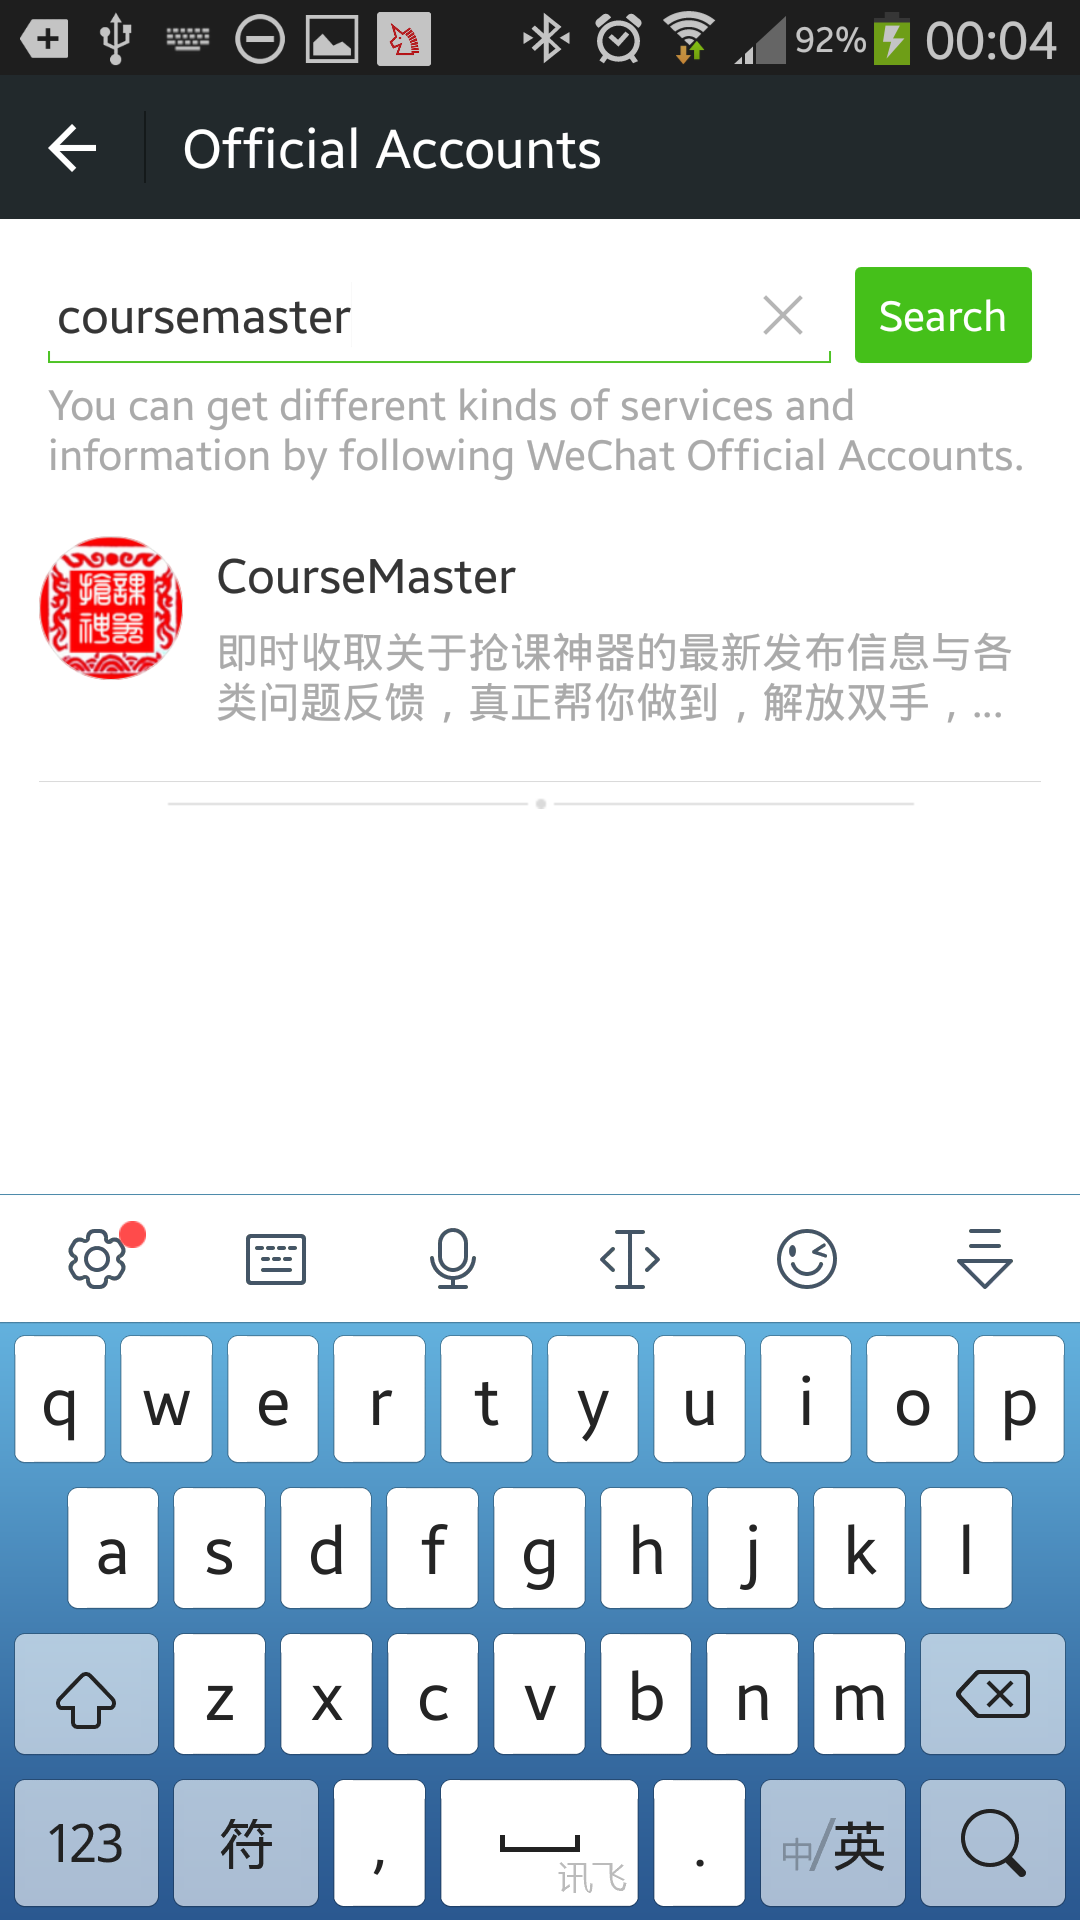 92% 00:04
Official Accounts
coursemaster
Search
You can get different kinds of services and
information by following WeChat Official Accounts.
搶課
神器
CourseMaster
即时收取关于抢课神器的最新发布信息与各
类问题反馈，真正帮你做到，解放双手，...
q w e r t y u i o p
a s d f g h j k l
z x c v b n m
123 符 , 讯飞 . 中/英